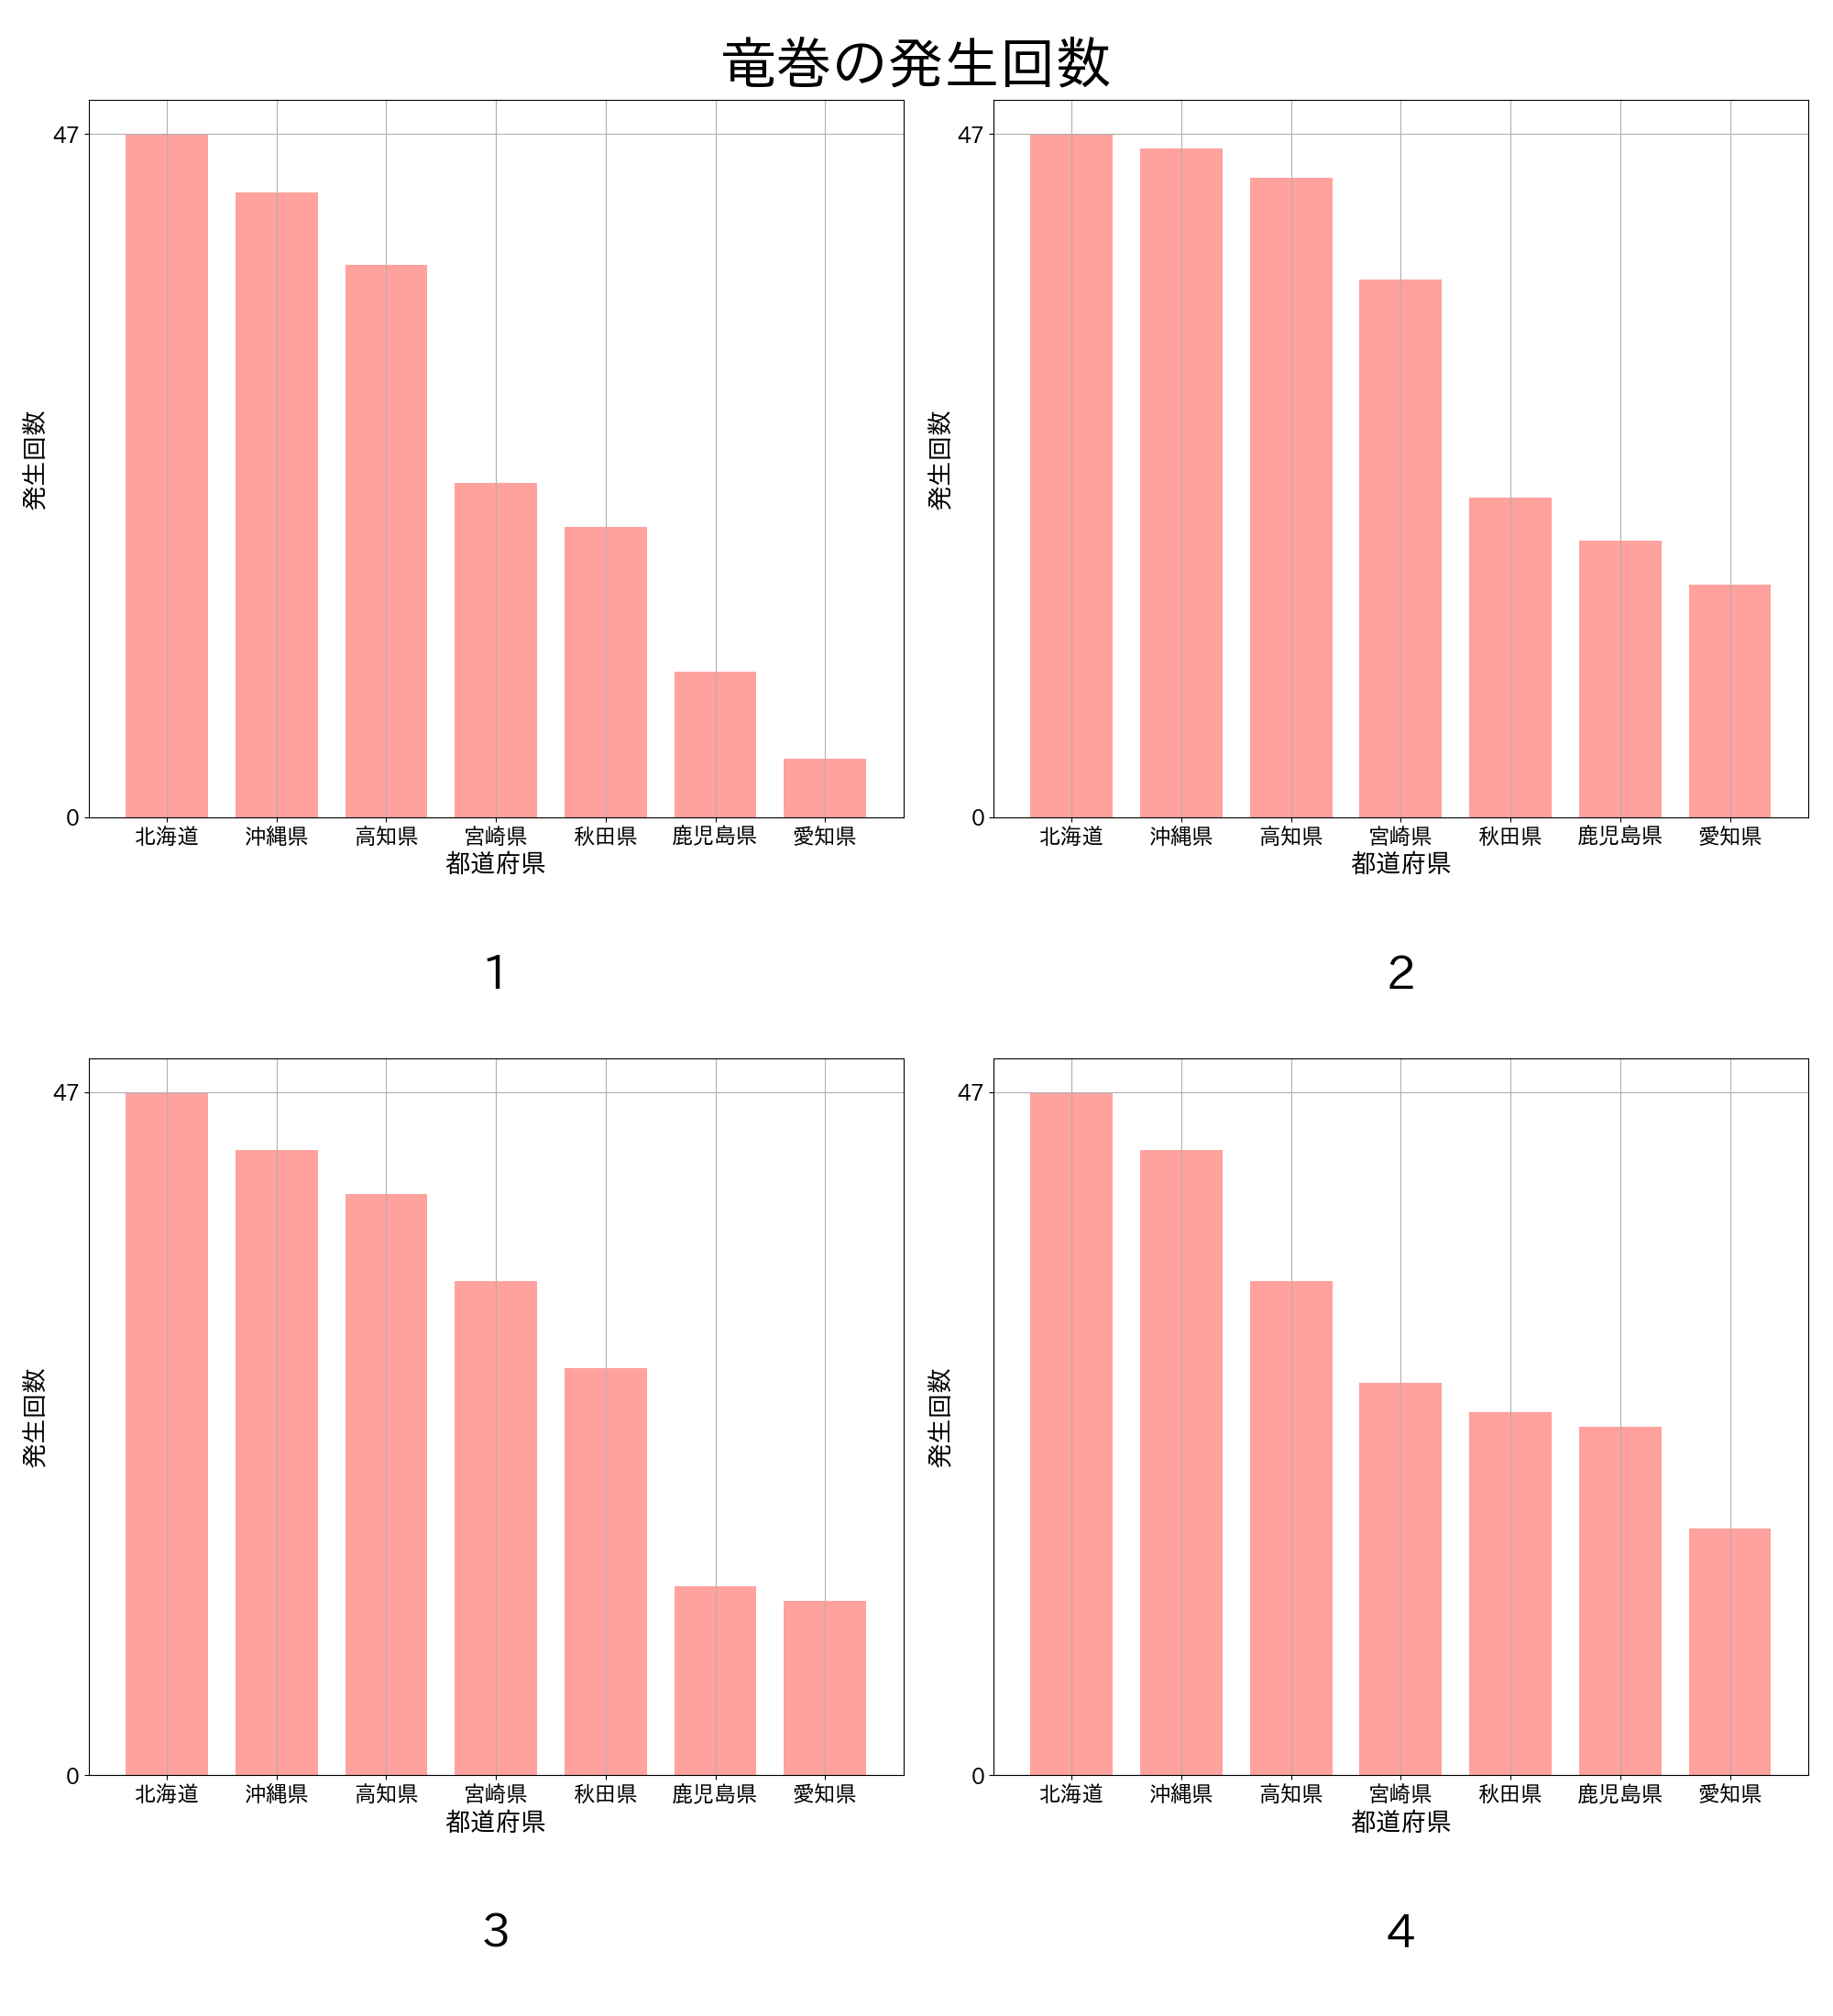 竜巻の発生回数
47
0
発生回数
北海道 沖縄県 高知県 宮崎県 秋田県 鹿児島県 愛知県
都道府県
1
47
0
発生回数
北海道 沖縄県 高知県 宮崎県 秋田県 鹿児島県 愛知県
都道府県
2
47
0
発生回数
北海道 沖縄県 高知県 宮崎県 秋田県 鹿児島県 愛知県
都道府県
3
47
0
発生回数
北海道 沖縄県 高知県 宮崎県 秋田県 鹿児島県 愛知県
都道府県
4